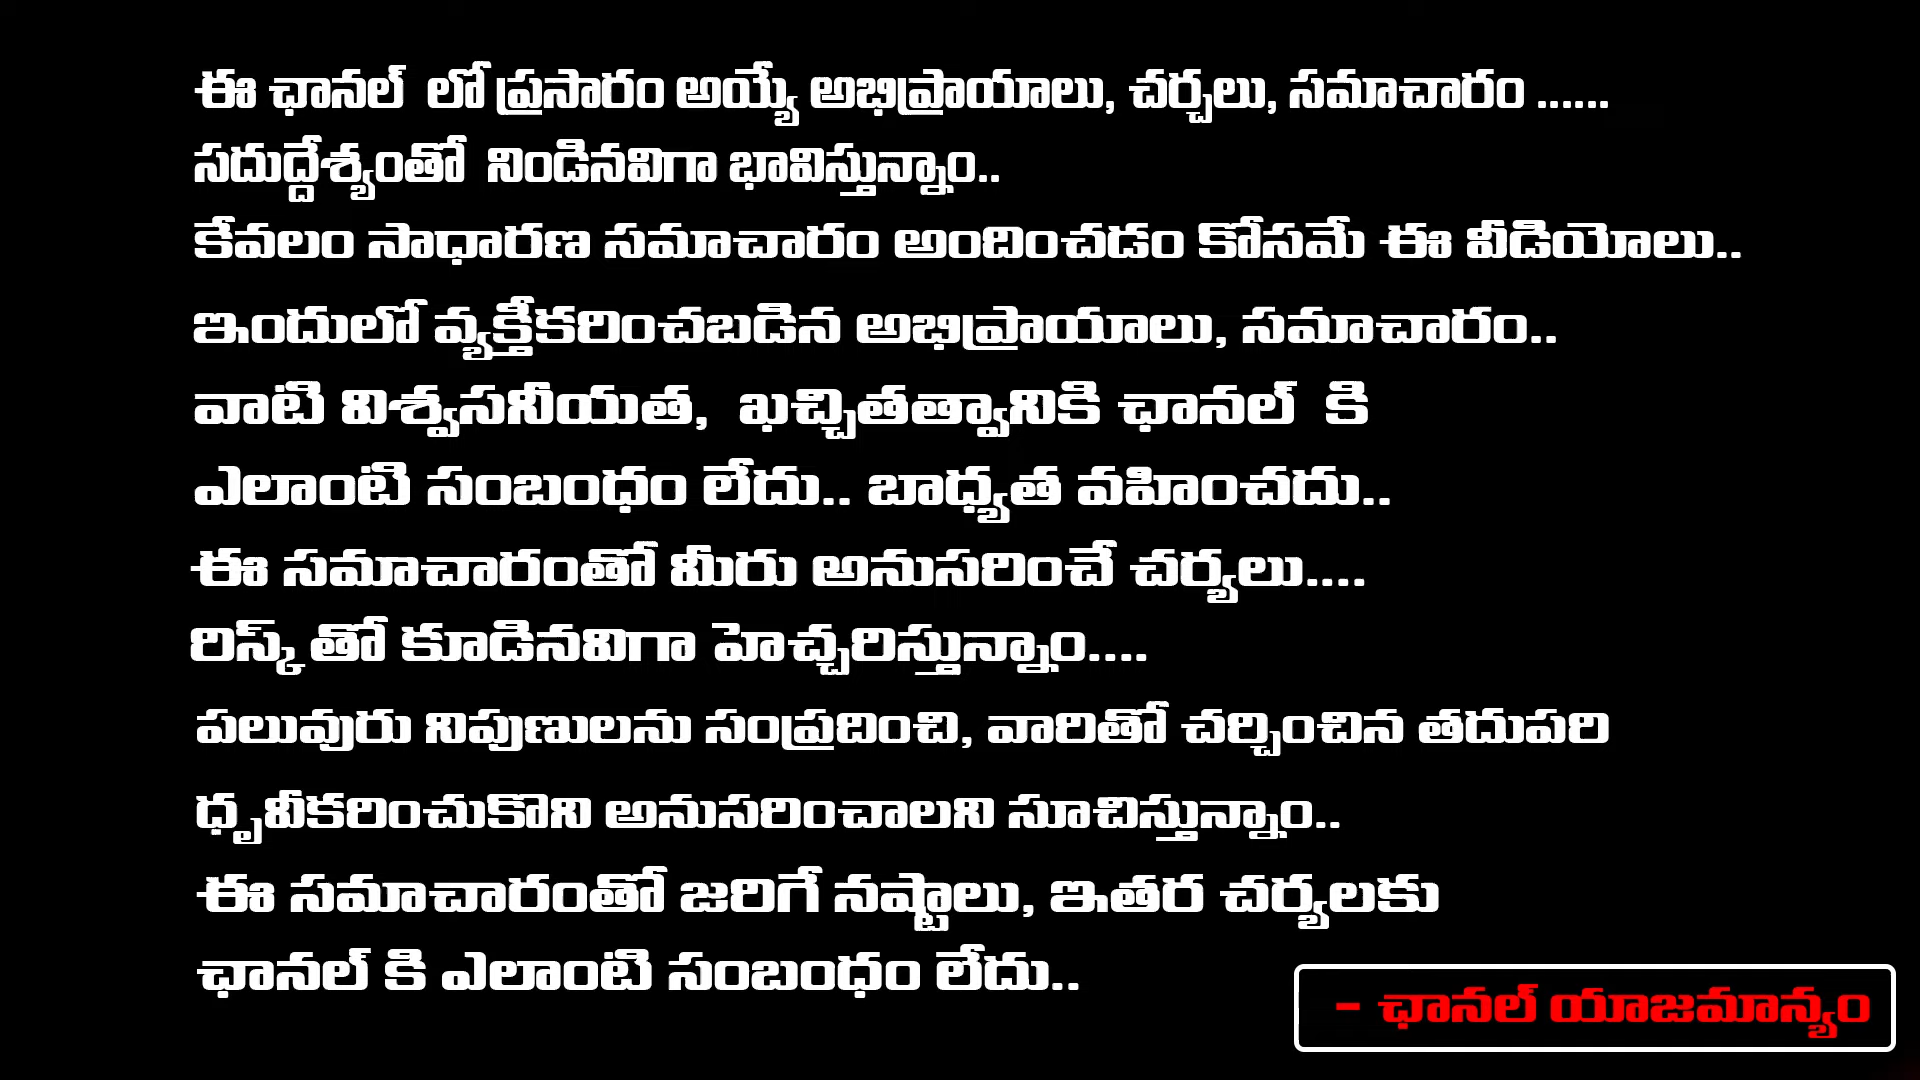 ఈ ఛానల్ లో ప్రసారం అయ్యే అభిప్రాయాలు, చర్చలు, సమాచారం ......
సదుద్దేశ్యంతో నిండినవిగా భావిస్తున్నాం..
కేవలం సాధారణ సమాచారం అందించడం కోసమే ఈ వీడియోలు..
ఇందులో వ్యక్తీకరించబడిన అభిప్రాయాలు, సమాచారం..
వాటి విశ్వసనీయత, ఖచ్చితత్వానికి ఛానల్ కి
ఎలాంటి సంబంధం లేదు.. బాధ్యత వహించదు..
ఈ సమాచారంతో మీరు అనుసరించే చర్యలు....
రిస్క్ తో కూడినవిగా హెచ్చరిస్తున్నాం....
పలువురు నిపుణులను సంప్రదించి, వారితో చర్చించిన తదుపరి
ధృవీకరించుకొని అనుసరించాలని సూచిస్తున్నాం..
ఈ సమాచారంతో జరిగే నష్టాలు, ఇతర చర్యలకు
ఛానల్ కి ఎలాంటి సంబంధం లేదు..
- ఛానల్ యాజమాన్యం